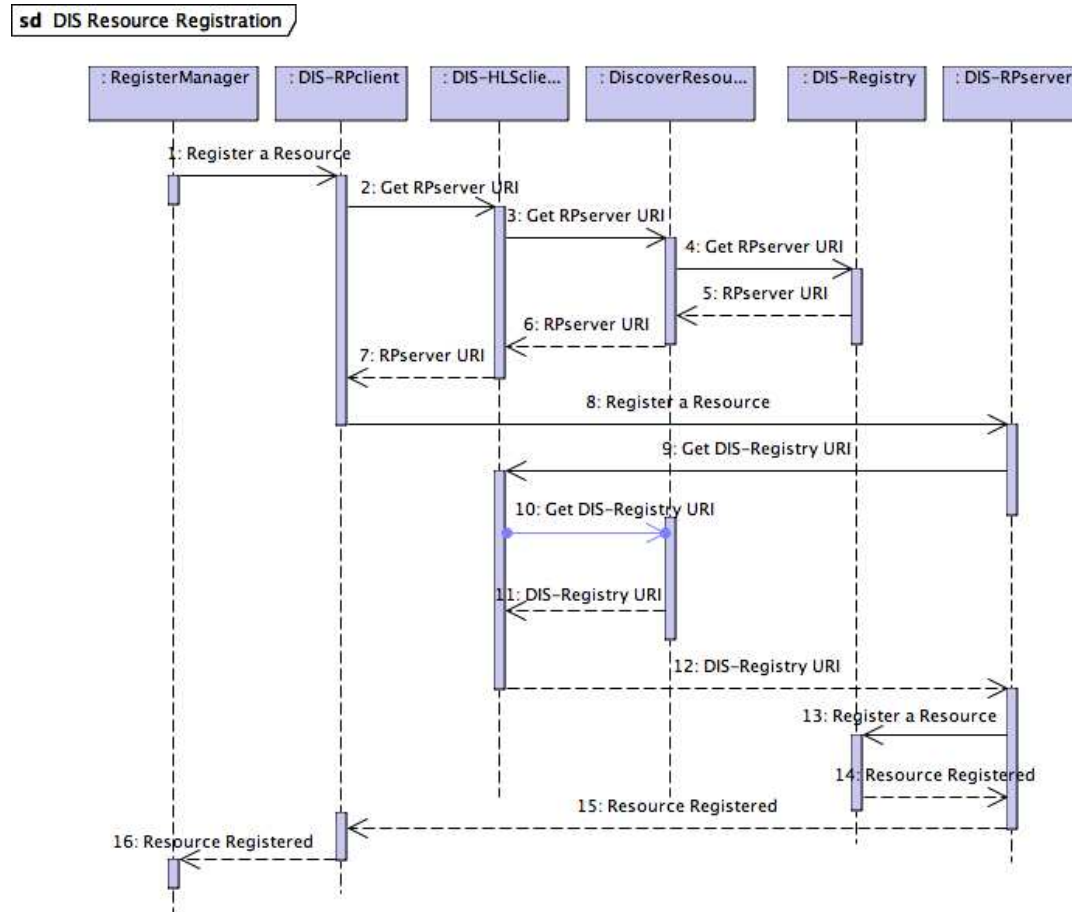 sd DIS Resource Registration
: RegisterManager
: DIS-RPclient
: DIS-HLSclie...
: DiscoverResou...
: DIS-Registry
: DIS-RPserver
1: Register a Resource
2: Get RPserver URI
3: Get RPserver URI
4: Get RPserver URI
5: RPserver URI
6: RPserver URI
7: RPserver URI
8: Register a Resource
9: Get DIS-Registry URI
10: Get DIS-Registry URI
11: DIS-Registry URI
12: DIS-Registry URI
13: Register a Resource
14: Resource Registered
15: Resource Registered
16: Resource Registered